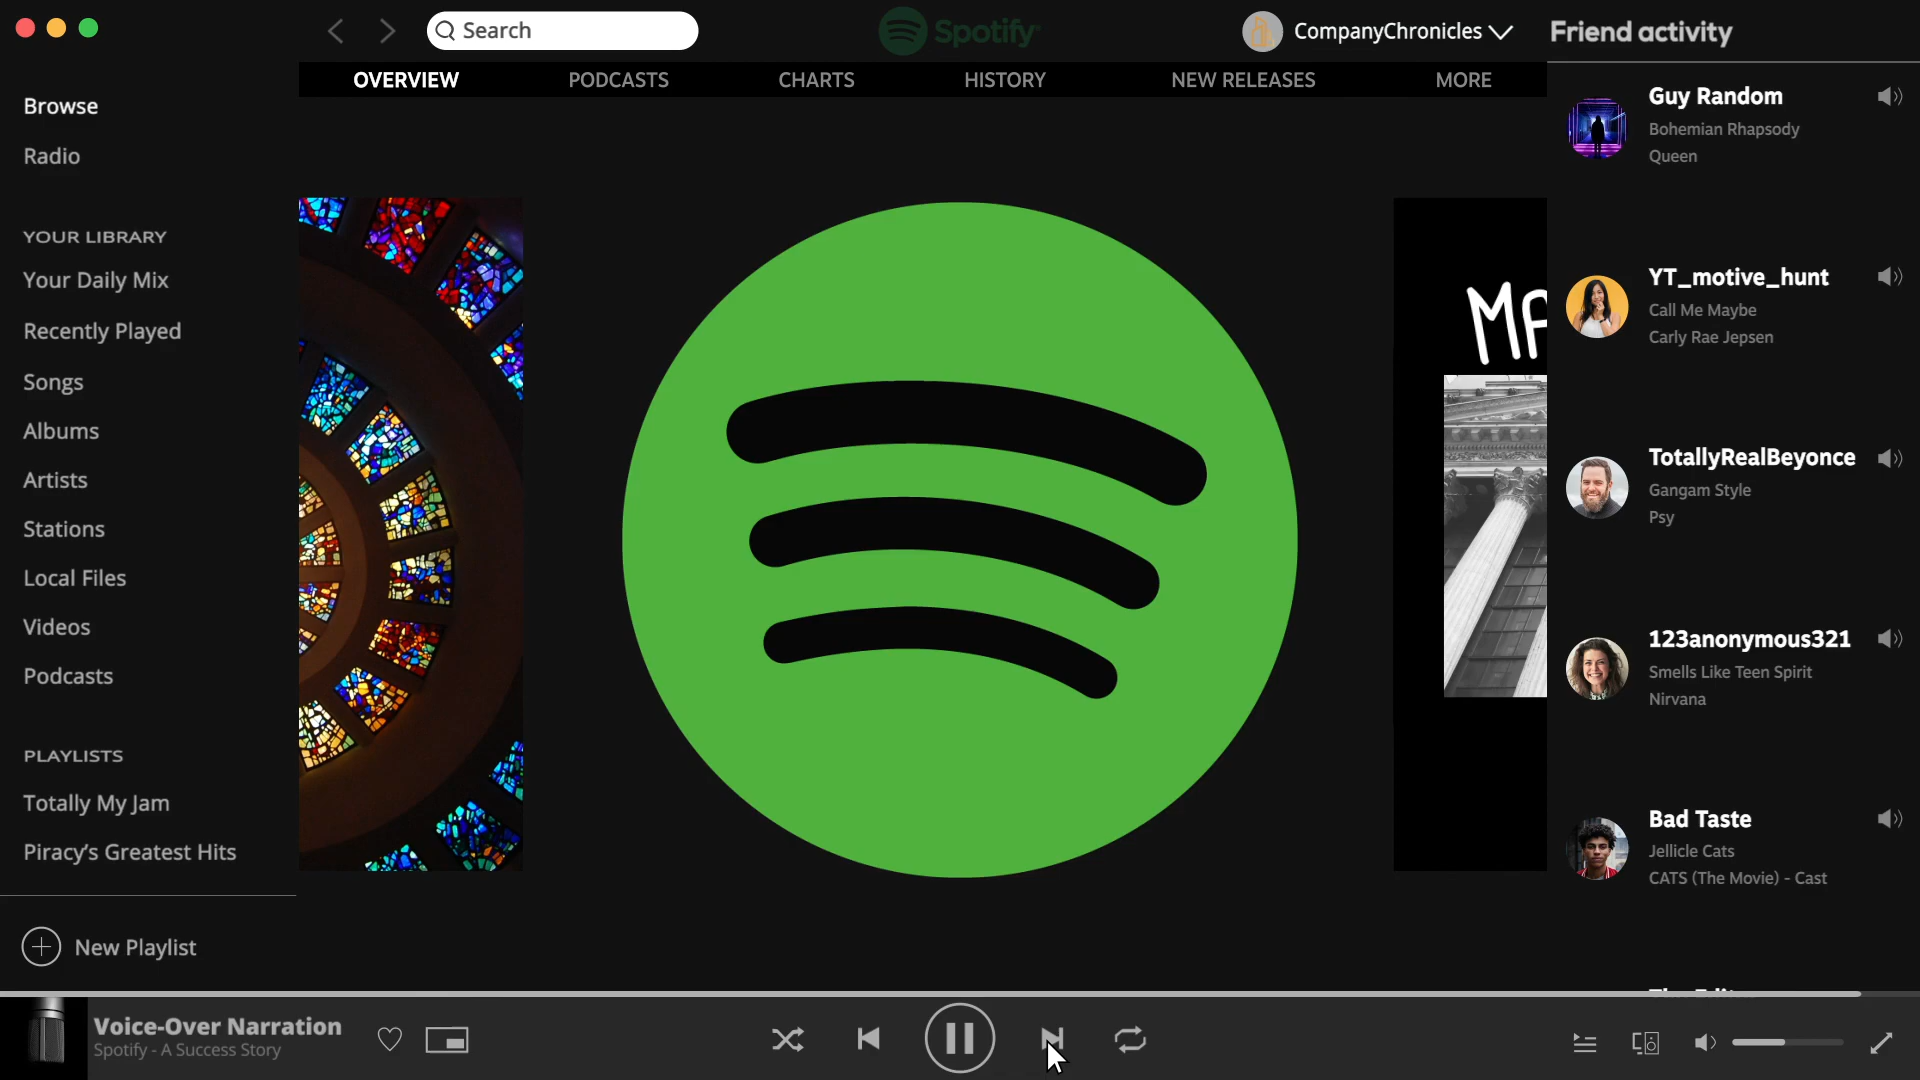 Search
Spotify
CompanyChronicles
Friend activity
OVERVIEW
PODCASTS
CHARTS
HISTORY
NEW RELEASES
MORE
Browse
Radio
YOUR LIBRARY
Your Daily Mix
Recently Played
Songs
Albums
Artists
Stations
Local Files
Videos
Podcasts
PLAYLISTS
Totally My Jam
Piracy's Greatest Hits
New Playlist
MA
Guy Random
Bohemian Rhapsody
Queen
YT_motive_hunt
Call Me Maybe
Carly Rae Jepsen
TotallyRealBeyonce
Gangam Style
Psy
123anonymous321
Smells Like Teen Spirit
Nirvana
Bad Taste
Jellicle Cats
CATS (The Movie) - Cast
Voice-Over Narration
Spotify - A Success Story